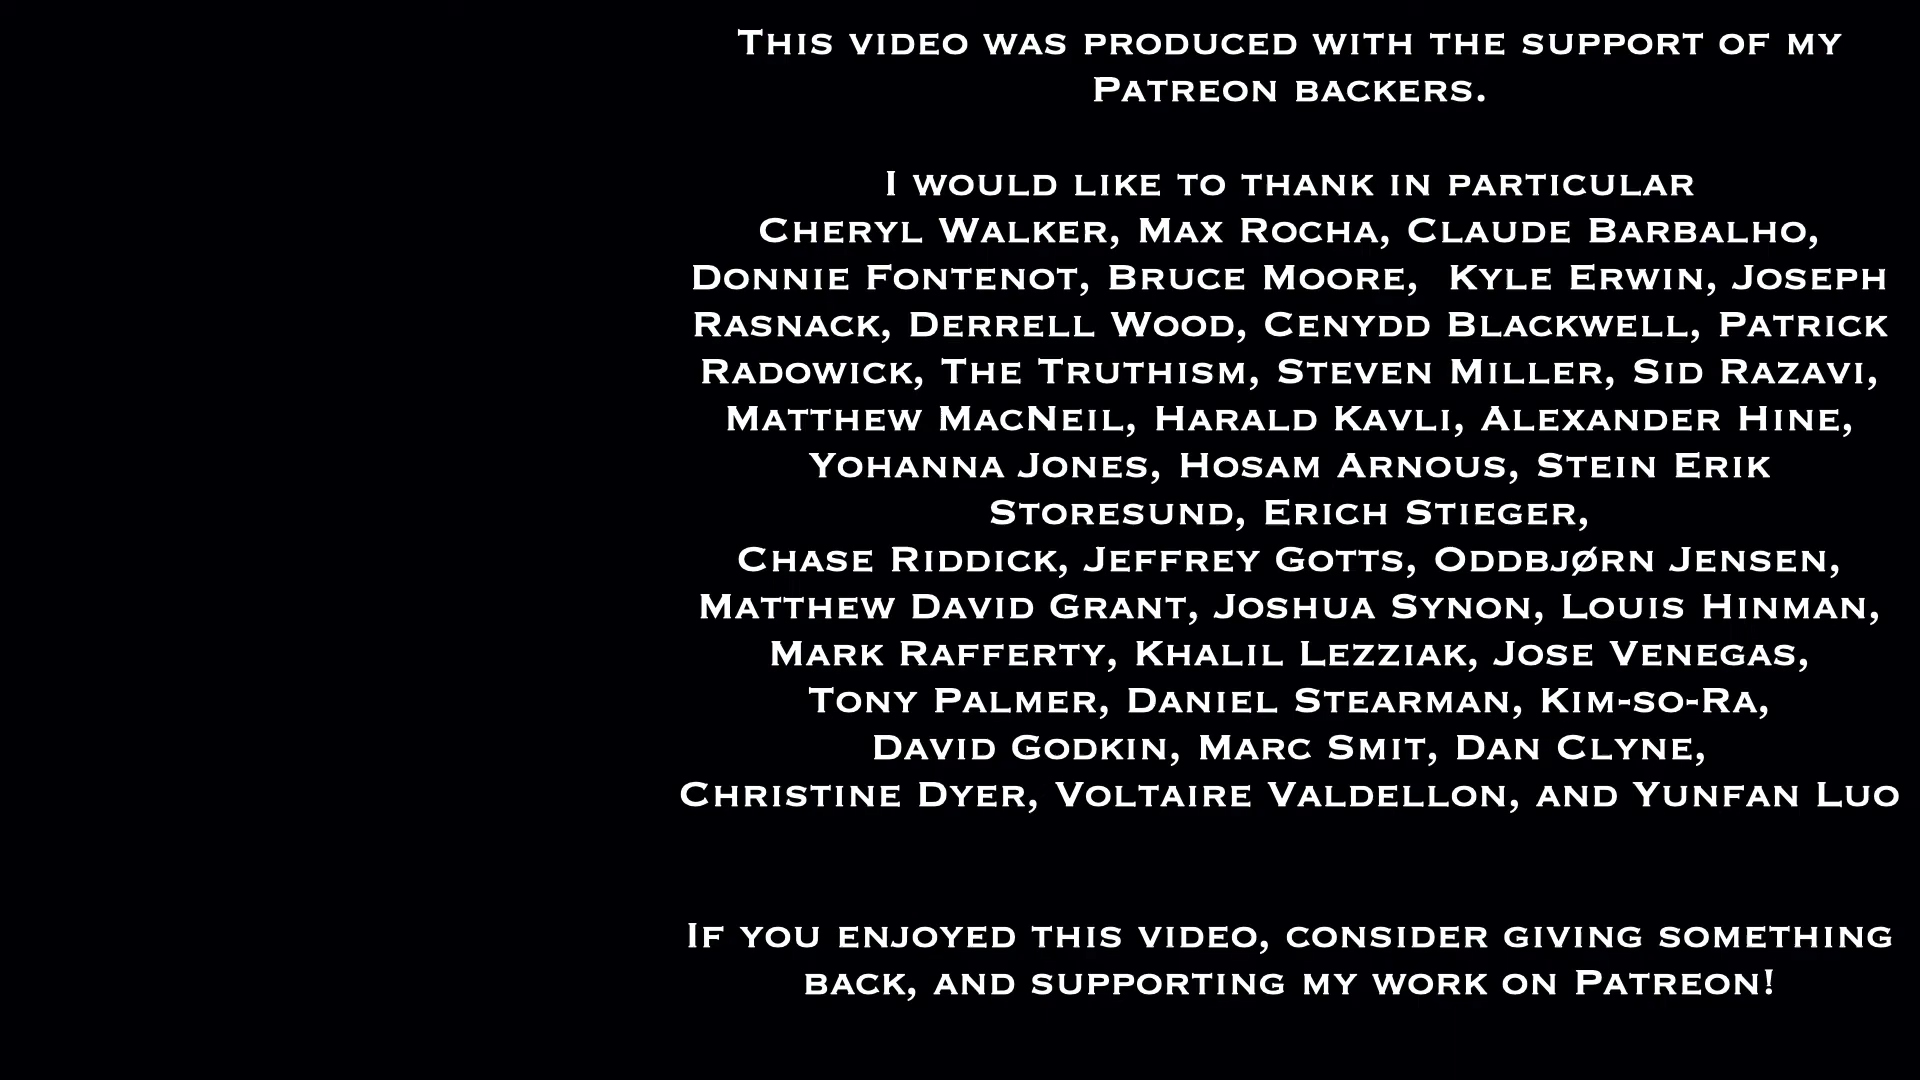 This video was produced with the support of my
Patreon backers.
I would like to thank in particular
Cheryl Walker, Max Rocha, Claude Barbalho,
Donnie Fontenot, Bruce Moore,  Kyle Erwin, Joseph
Rasnack, Derrell Wood, Cenydd Blackwell, Patrick
Radowick, The Truthism, Steven Miller, Sid Razavi,
Matthew MacNeil, Harald Kavli, Alexander Hine,
Yohanna Jones, Hosam Arnous, Stein Erik
Storesund, Erich Stieger,
Chase Riddick, Jeffrey Gotts, Oddbjørn Jensen,
Matthew David Grant, Joshua Synon, Louis Hinman,
Mark Rafferty, Khalil Lezziak, Jose Venegas,
Tony Palmer, Daniel Stearman, Kim-so-Ra,
David Godkin, Marc Smit, Dan Clyne,
Christine Dyer, Voltaire Valdellon, and Yunfan Luo
If you enjoyed this video, consider giving something
back, and supporting my work on Patreon!